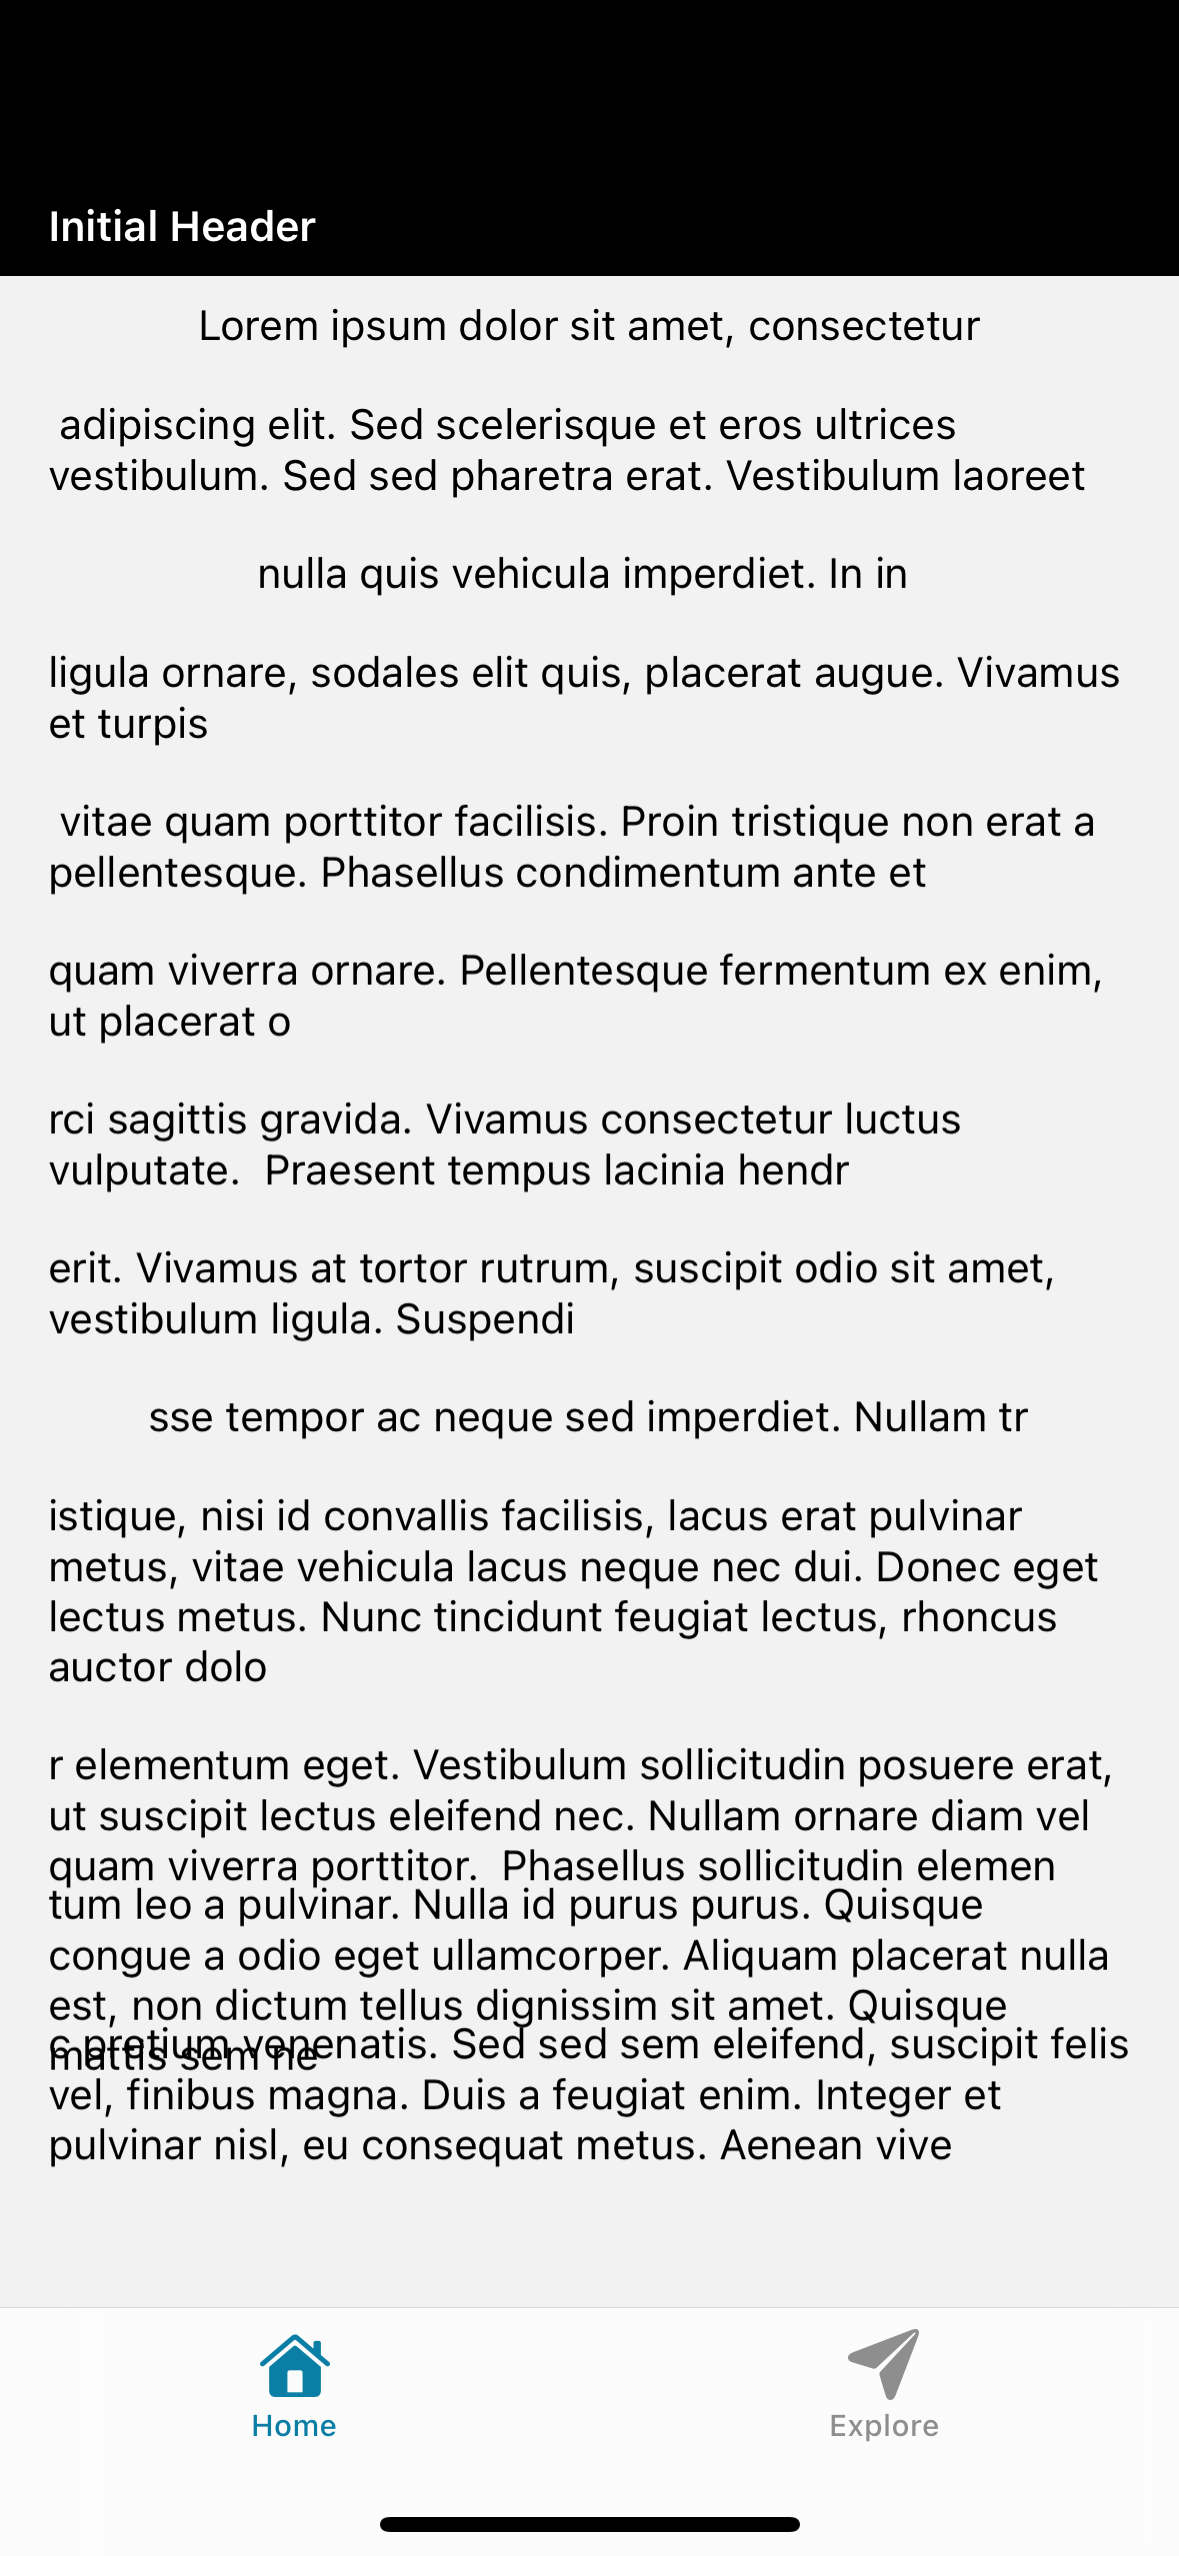 Initial Header
Lorem ipsum dolor sit amet, consectetur
adipiscing elit. Sed scelerisque et eros ultrices
vestibulum. Sed sed pharetra erat. Vestibulum laoreet
nulla quis vehicula imperdiet. In in
ligula ornare, sodales elit quis, placerat augue. Vivamus
et turpis
vitae quam porttitor facilisis. Proin tristique non erat a
pellentesque. Phasellus condimentum ante et
quam viverra ornare. Pellentesque fermentum ex enim,
ut placerat o
rci sagittis gravida. Vivamus consectetur luctus
vulputate.  Praesent tempus lacinia hendr
erit. Vivamus at tortor rutrum, suscipit odio sit amet,
vestibulum ligula. Suspendi
sse tempor ac neque sed imperdiet. Nullam tr
istique, nisi id convallis facilisis, lacus erat pulvinar
metus, vitae vehicula lacus neque nec dui. Donec eget
lectus metus. Nunc tincidunt feugiat lectus, rhoncus
auctor dolo
r elementum eget. Vestibulum sollicitudin posuere erat,
ut suscipit lectus eleifend nec. Nullam ornare diam vel
quam viverra porttitor.  Phasellus sollicitudin elemen
tum leo a pulvinar. Nulla id purus purus. Quisque
congue a odio eget ullamcorper. Aliquam placerat nulla
est, non dictum tellus dignissim sit amet. Quisque
mattis sem ne
c pretium venenatis. Sed sed sem eleifend, suscipit felis
vel, finibus magna. Duis a feugiat enim. Integer et
pulvinar nisl, eu consequat metus. Aenean vive
Home
Explore